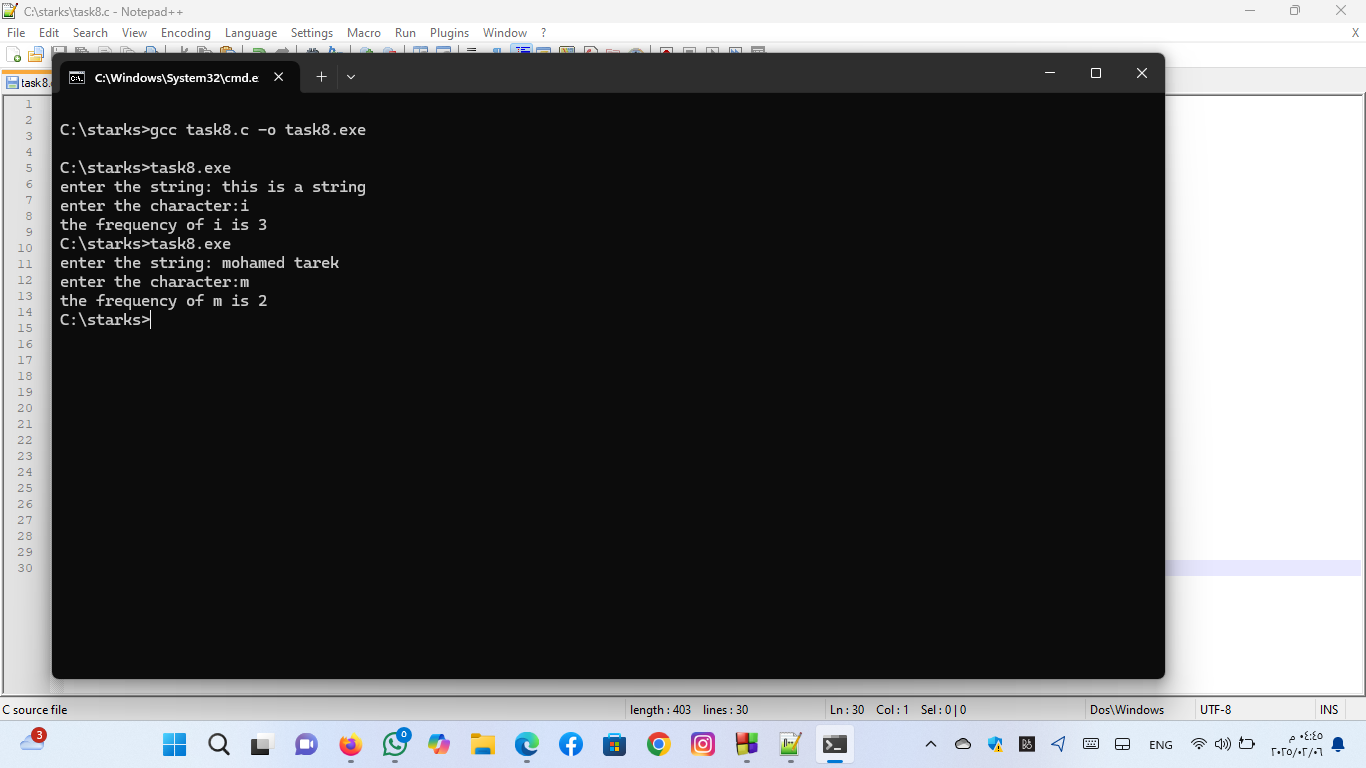 C:\starks\task8.c - Notepad++
File Edit Search View Encoding Language Settings Macro Run Plugins Window ? X
task8.
C:\Windows\System32\cmd.e
C:\starks>gcc task8.c -o task8.exe
C:\starks>task8.exe
enter the string: this is a string
enter the character:i
the frequency of i is 3
C:\starks>task8.exe
enter the string: mohamed tarek
enter the character:m
the frequency of m is 2
C:\starks>
1
2
3
4
5
6
7
8
9
10
11
12
13
14
15
16
17
18
19
20
21
22
23
24
25
26
27
28
29
30
C source file length : 403 lines : 30 Ln : 30 Col : 1 Sel : 0 | 0 Dos\Windows UTF-8 INS
3
0
ENG
٠٤:٤٥ م
٢٠٢٥/٠٢/٠٦